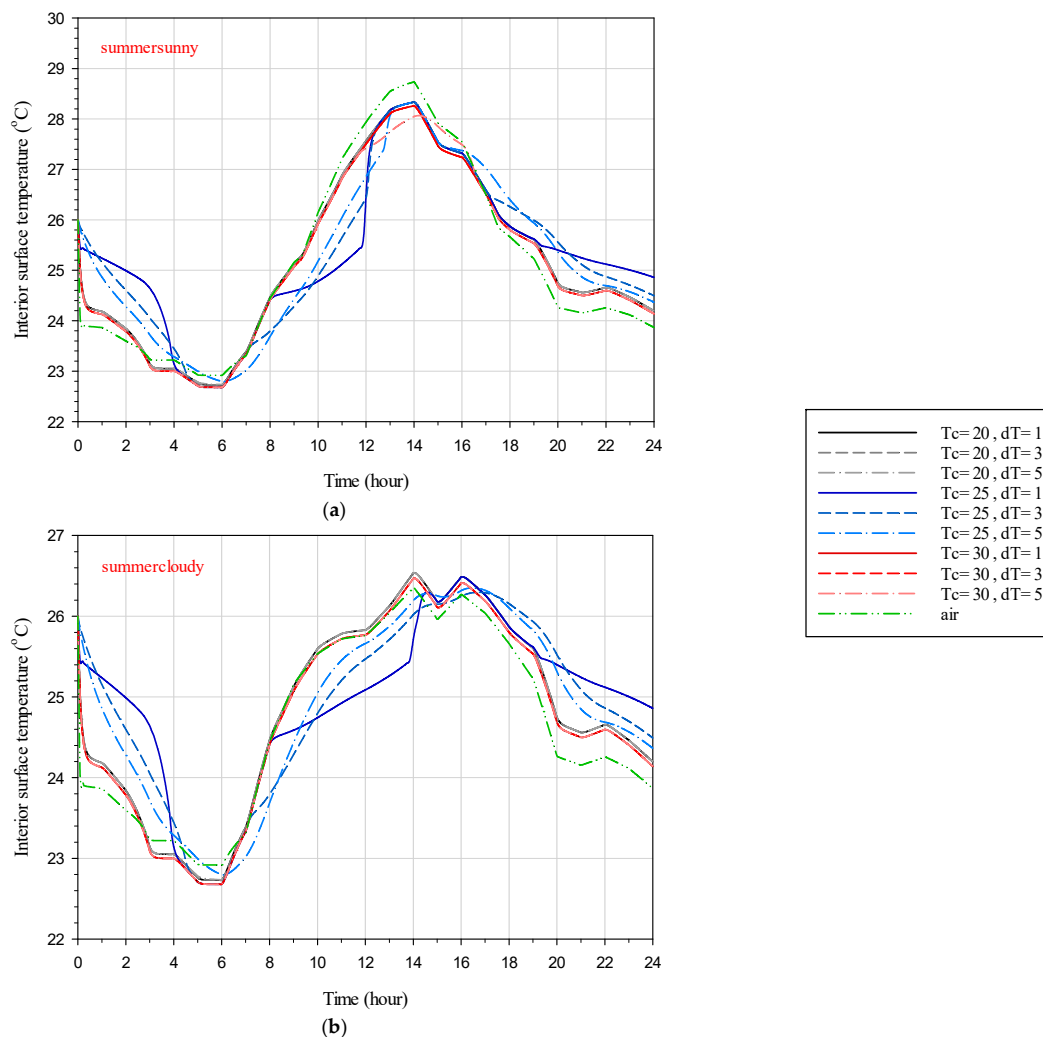 summersunny
Interior surface temperature (°C)
30
29
28
27
26
25
24
23
22
0 2 4 6 8 10 12 14 16 18 20 22 24
Time (hour)
(a)
summercloudy
Interior surface temperature (°C)
27
26
25
24
23
22
0 2 4 6 8 10 12 14 16 18 20 22 24
Time (hour)
(b)
Tc= 20 , dT= 1
Tc= 20 , dT= 3
Tc= 20 , dT= 5
Tc= 25 , dT= 1
Tc= 25 , dT= 3
Tc= 25 , dT= 5
Tc= 30 , dT= 1
Tc= 30 , dT= 3
Tc= 30 , dT= 5
air